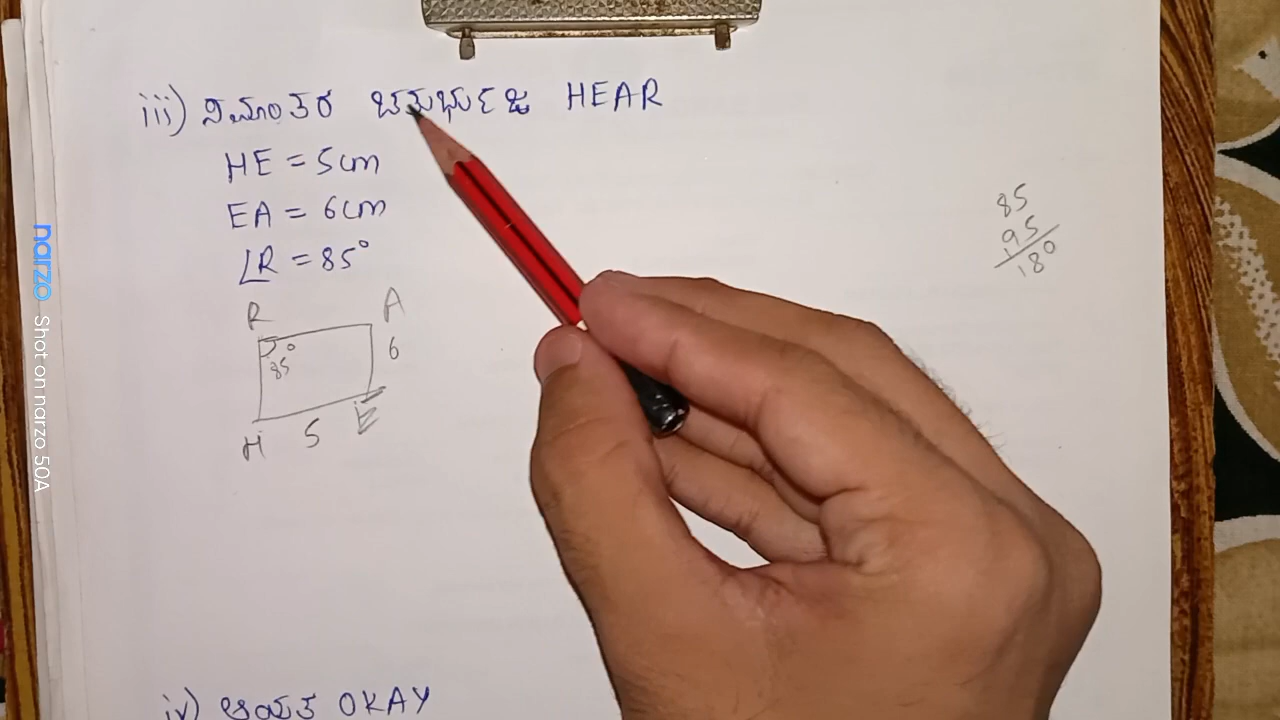 iii) ಸಮಾಂತರ ಚತುರ್ಭುಜ HEAR
HE = 5cm
EA = 6cm
∠R = 85°
R A
85° 6
H 5 E
85
95
180
iv) ಆಯತ OKAY
narzo Shot on narzo 50A